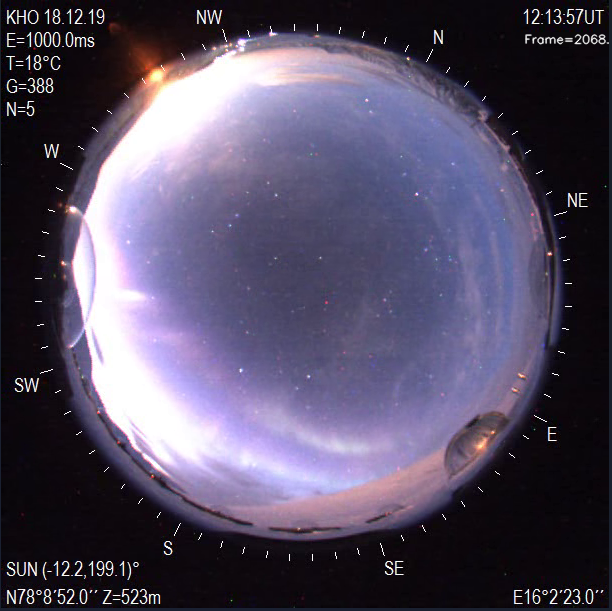 KHO 18.12.19
E=1000.0ms
T=18°C
G=388
N=5
12:13:57UT
Frame=2068.
NW
N
W
NE
SW
E
S
SE
SUN (-12.2,199.1)°
N78°8'52.0'' Z=523m
E16°2'23.0''